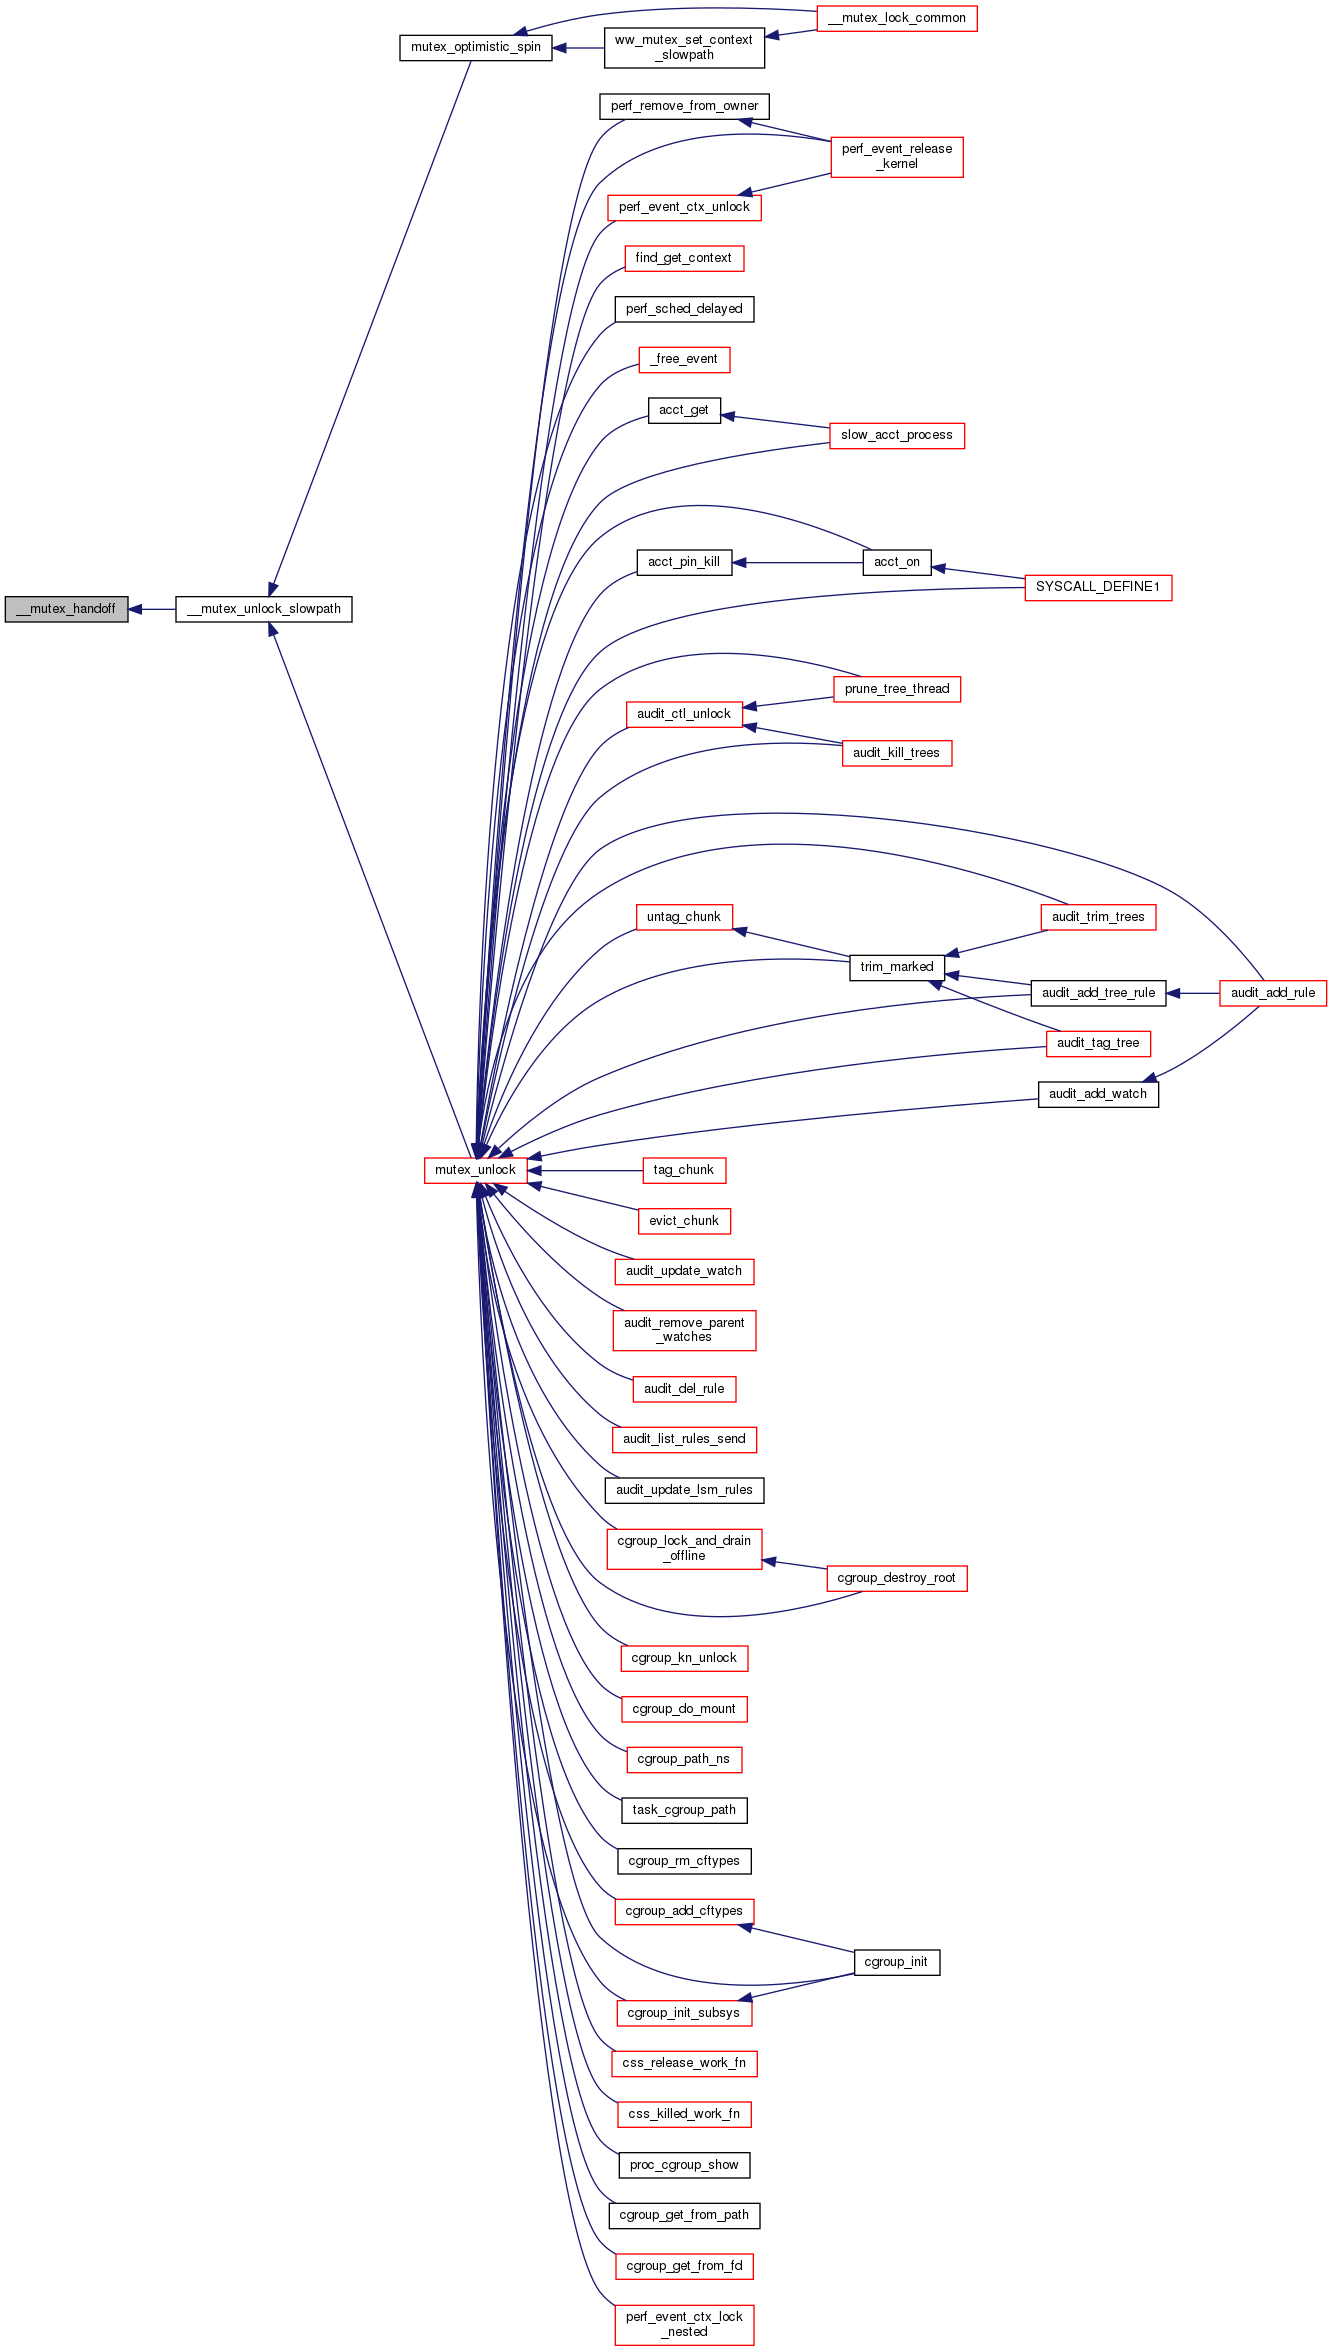 __mutex_lock_common
mutex_optimistic_spin
ww_mutex_set_context
_slowpath
perf_remove_from_owner
perf_event_release
_kernel
perf_event_ctx_unlock
find_get_context
perf_sched_delayed
_free_event
acct_get
slow_acct_process
acct_pin_kill
acct_on
SYSCALL_DEFINE1
__mutex_handoff
__mutex_unlock_slowpath
prune_tree_thread
audit_ctl_unlock
audit_kill_trees
untag_chunk
audit_trim_trees
trim_marked
audit_add_tree_rule
audit_add_rule
audit_tag_tree
audit_add_watch
mutex_unlock
tag_chunk
evict_chunk
audit_update_watch
audit_remove_parent
_watches
audit_del_rule
audit_list_rules_send
audit_update_lsm_rules
cgroup_lock_and_drain
_offline
cgroup_destroy_root
cgroup_kn_unlock
cgroup_do_mount
cgroup_path_ns
task_cgroup_path
cgroup_rm_cftypes
cgroup_add_cftypes
cgroup_init
cgroup_init_subsys
css_release_work_fn
css_killed_work_fn
proc_cgroup_show
cgroup_get_from_path
cgroup_get_from_fd
perf_event_ctx_lock
_nested